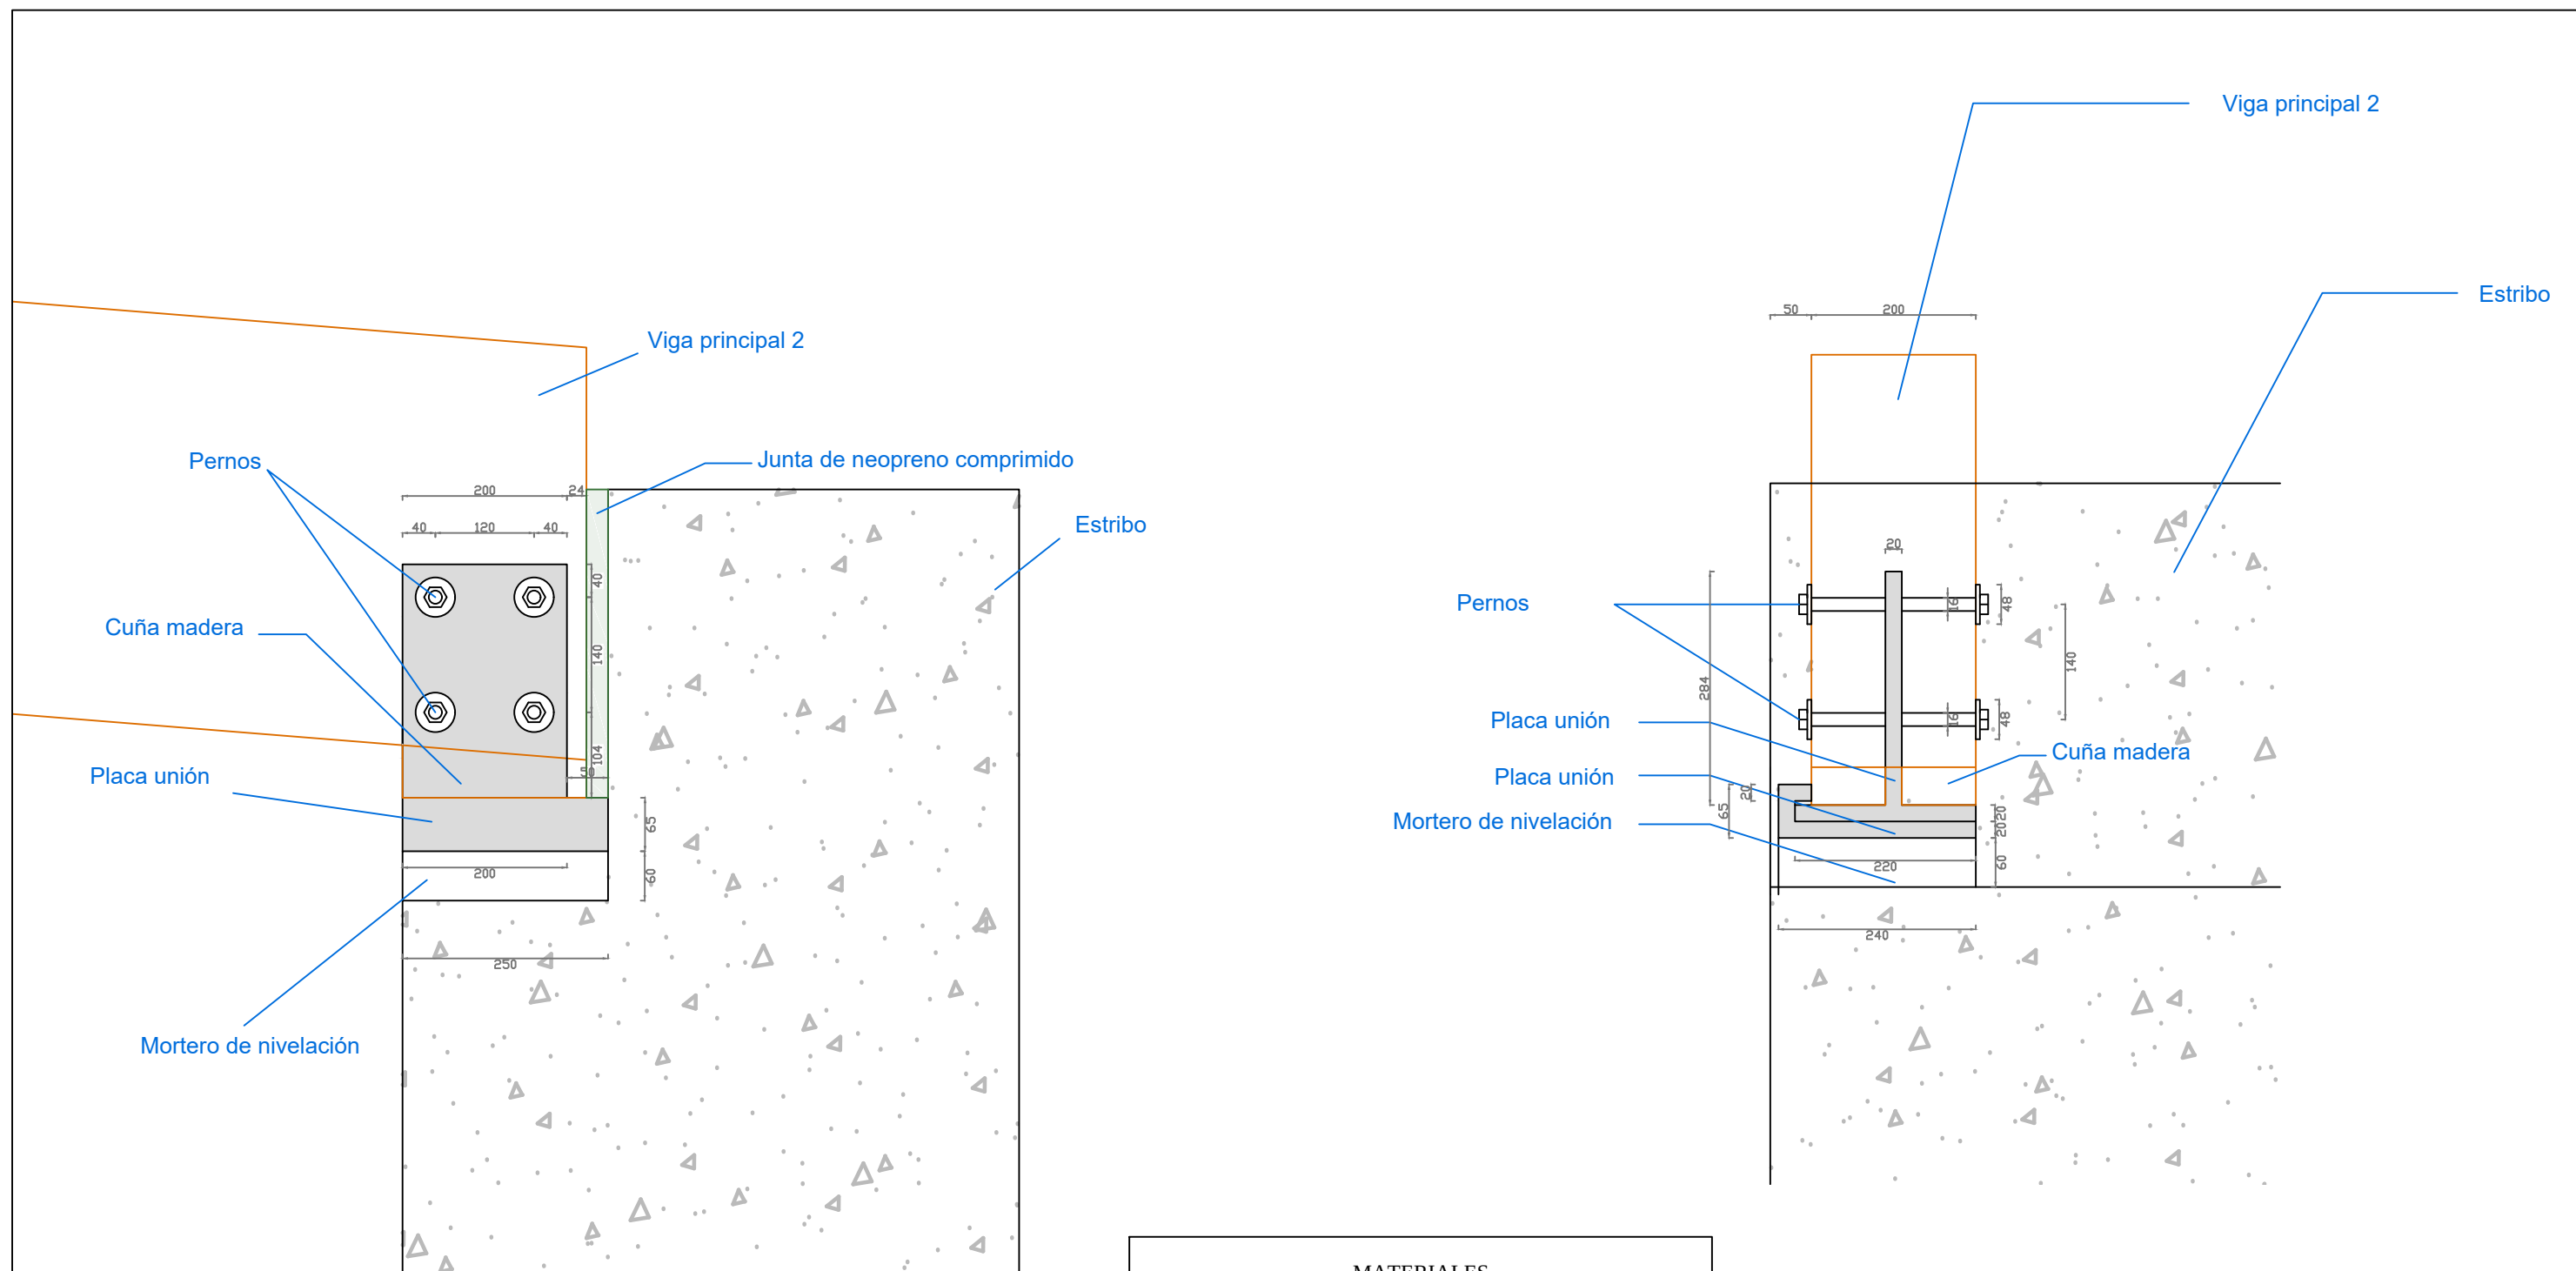 Viga principal 2
Estribo
50
200
Viga principal 2
Pernos
Junta de neopreno comprimido
200
24
Estribo
40
120
40
20
40
Pernos
16
48
Cuña madera
140
140
284
Placa unión
16
48
104
Cuña madera
Placa unión
Placa unión
20
65
20
20
65
Mortero de nivelación
200
60
220
60
240
250
Mortero de nivelación
MATERIALES